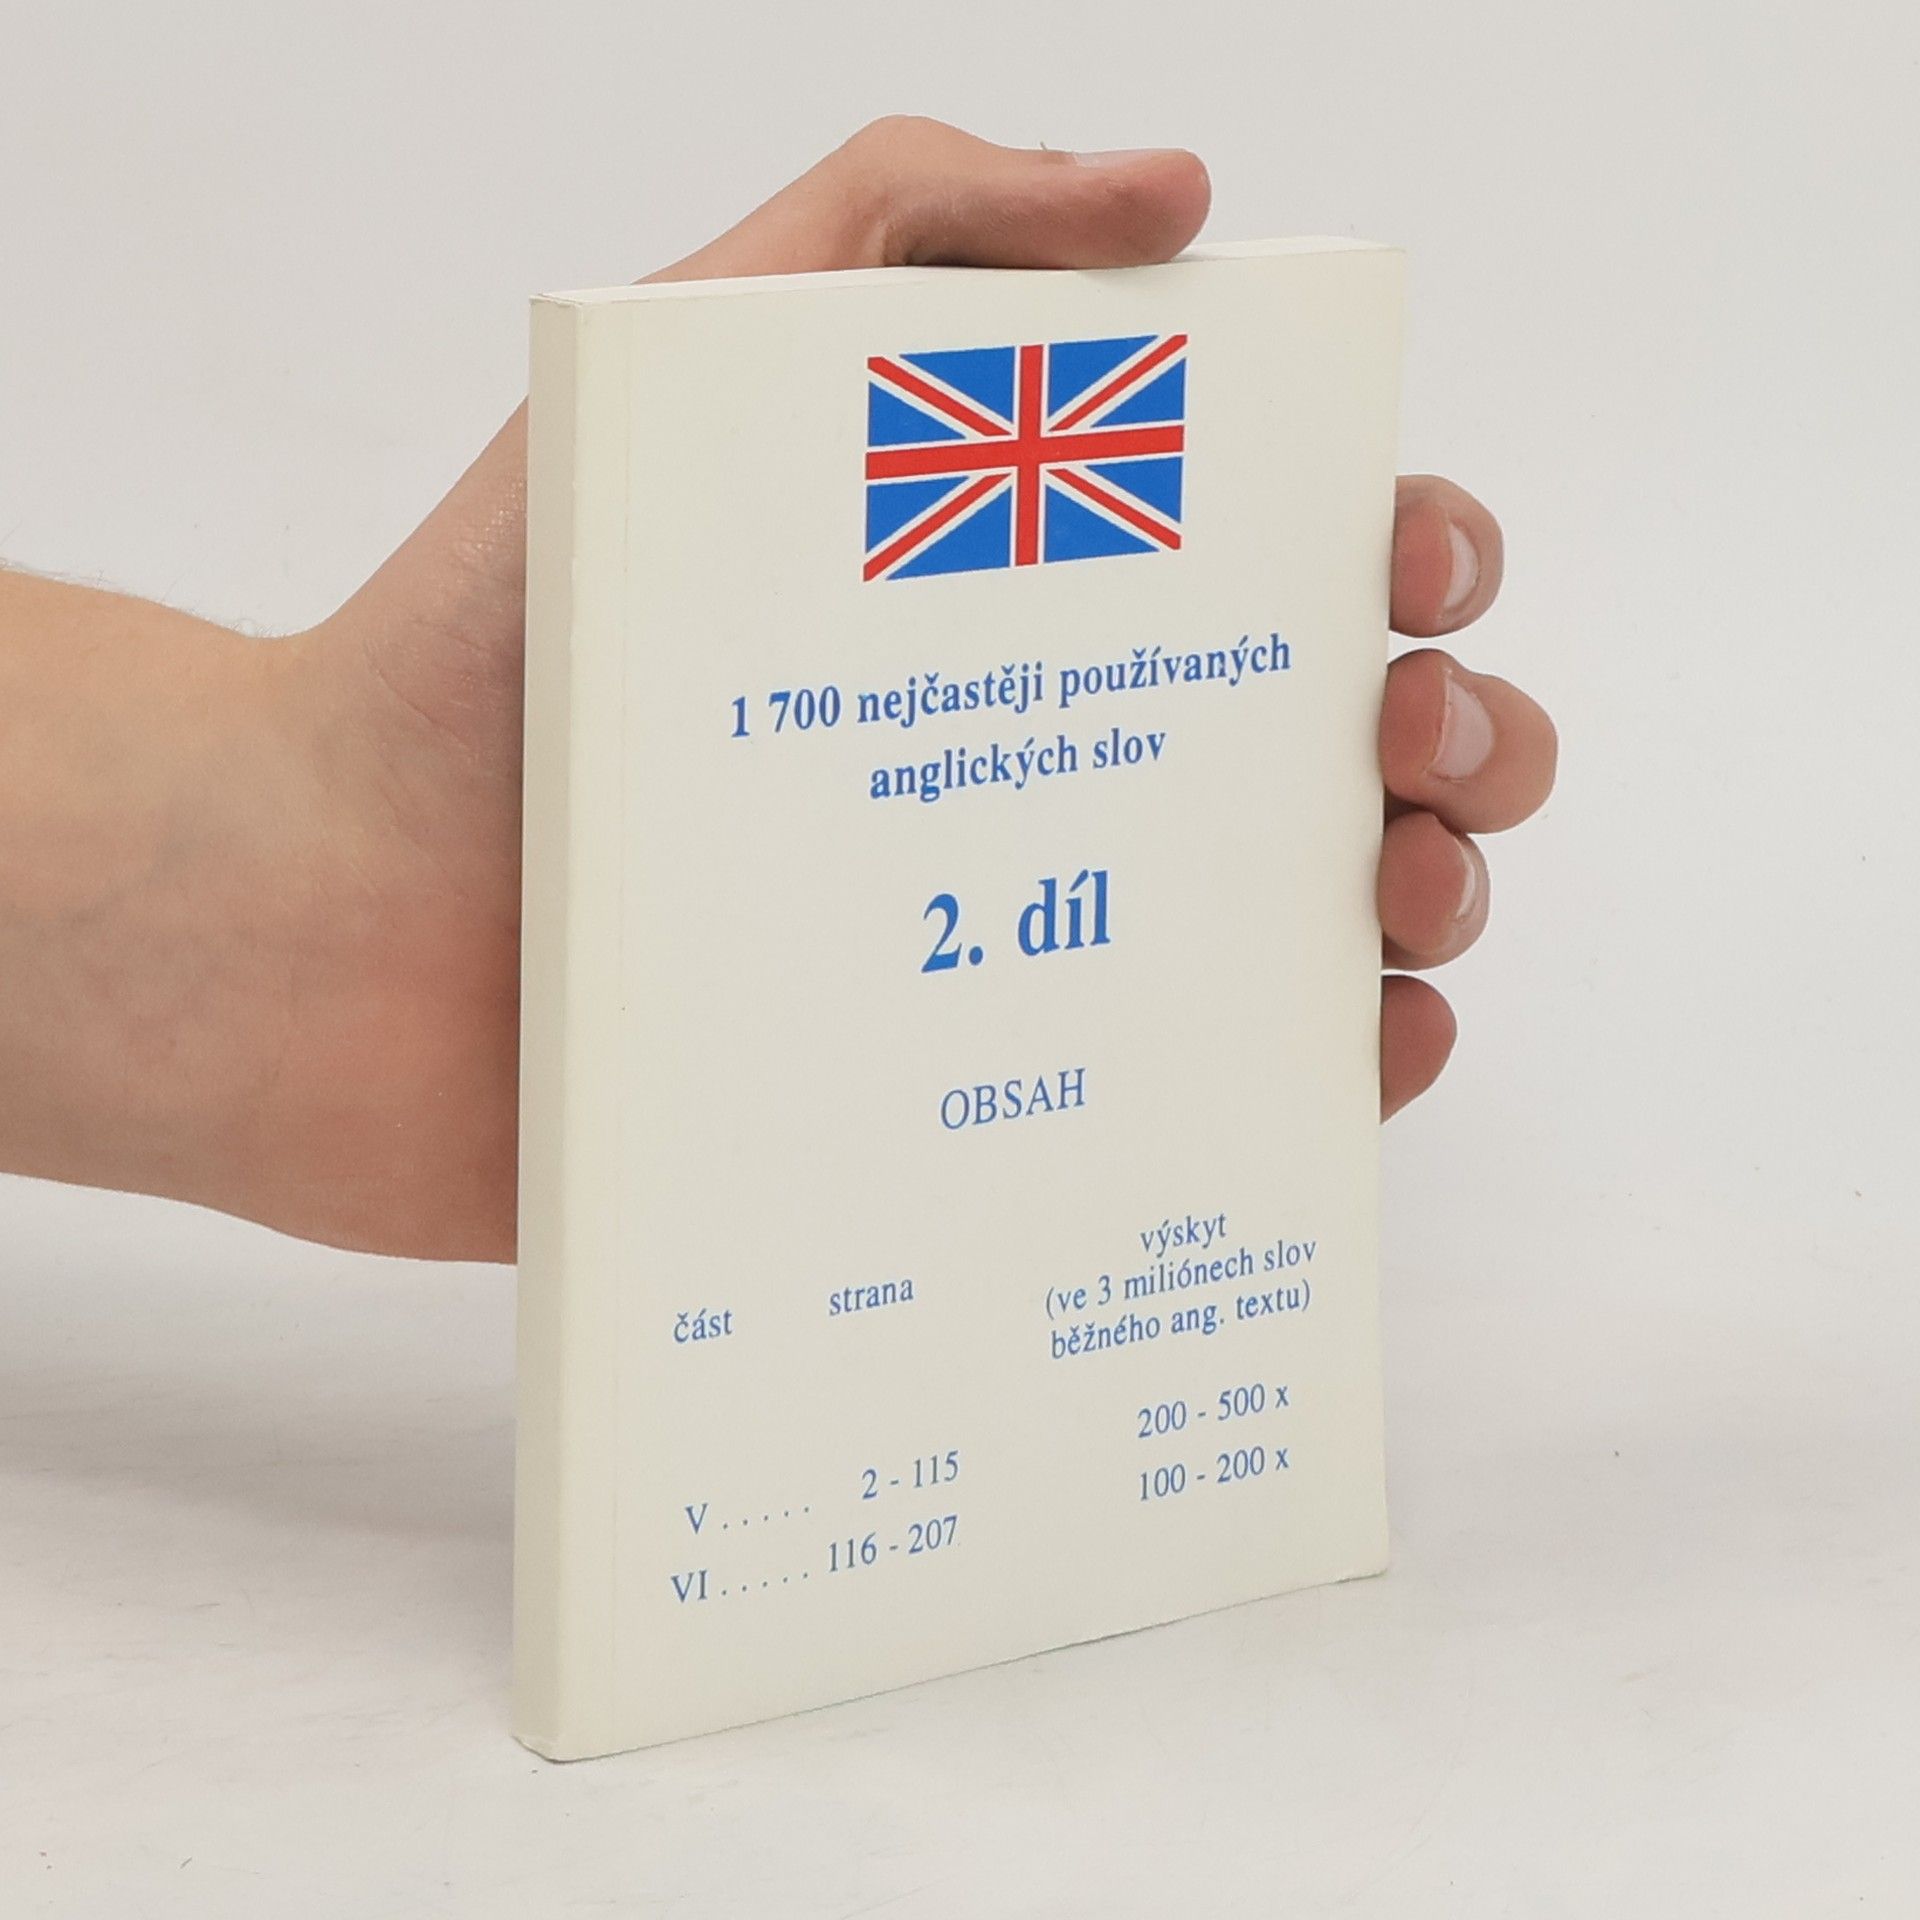 1 700 nejčastěji používaných
anglických slov
2. díl
OBSAH
část strana výskyt
(ve 3 miliónech slov
běžného ang. textu)
V ..... 2 - 115 200 - 500 x
VI ..... 116 - 207 100 - 200 x